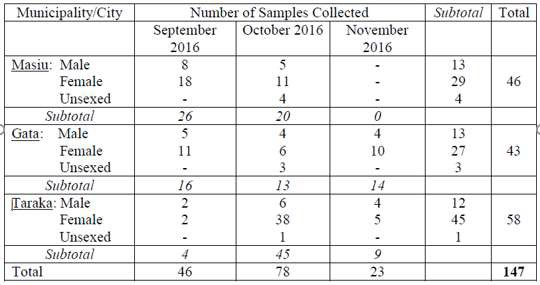 Municipality/City Number of Samples Collected Subtotal Total
September 2016 October 2016 November 2016
Masiu: Male 8 5 - 13
Female 18 11 - 29 46
Unsexed - 4 - 4
Subtotal 26 20 0
Gata: Male 5 4 4 13
Female 11 6 10 27 43
Unsexed - 3 3
Subtotal 16 13 14
Taraka: Male 2 6 4 12
Female 2 38 5 45 58
Unsexed - 1 - 1
Subtotal 4 45 9
Total 46 78 23 147